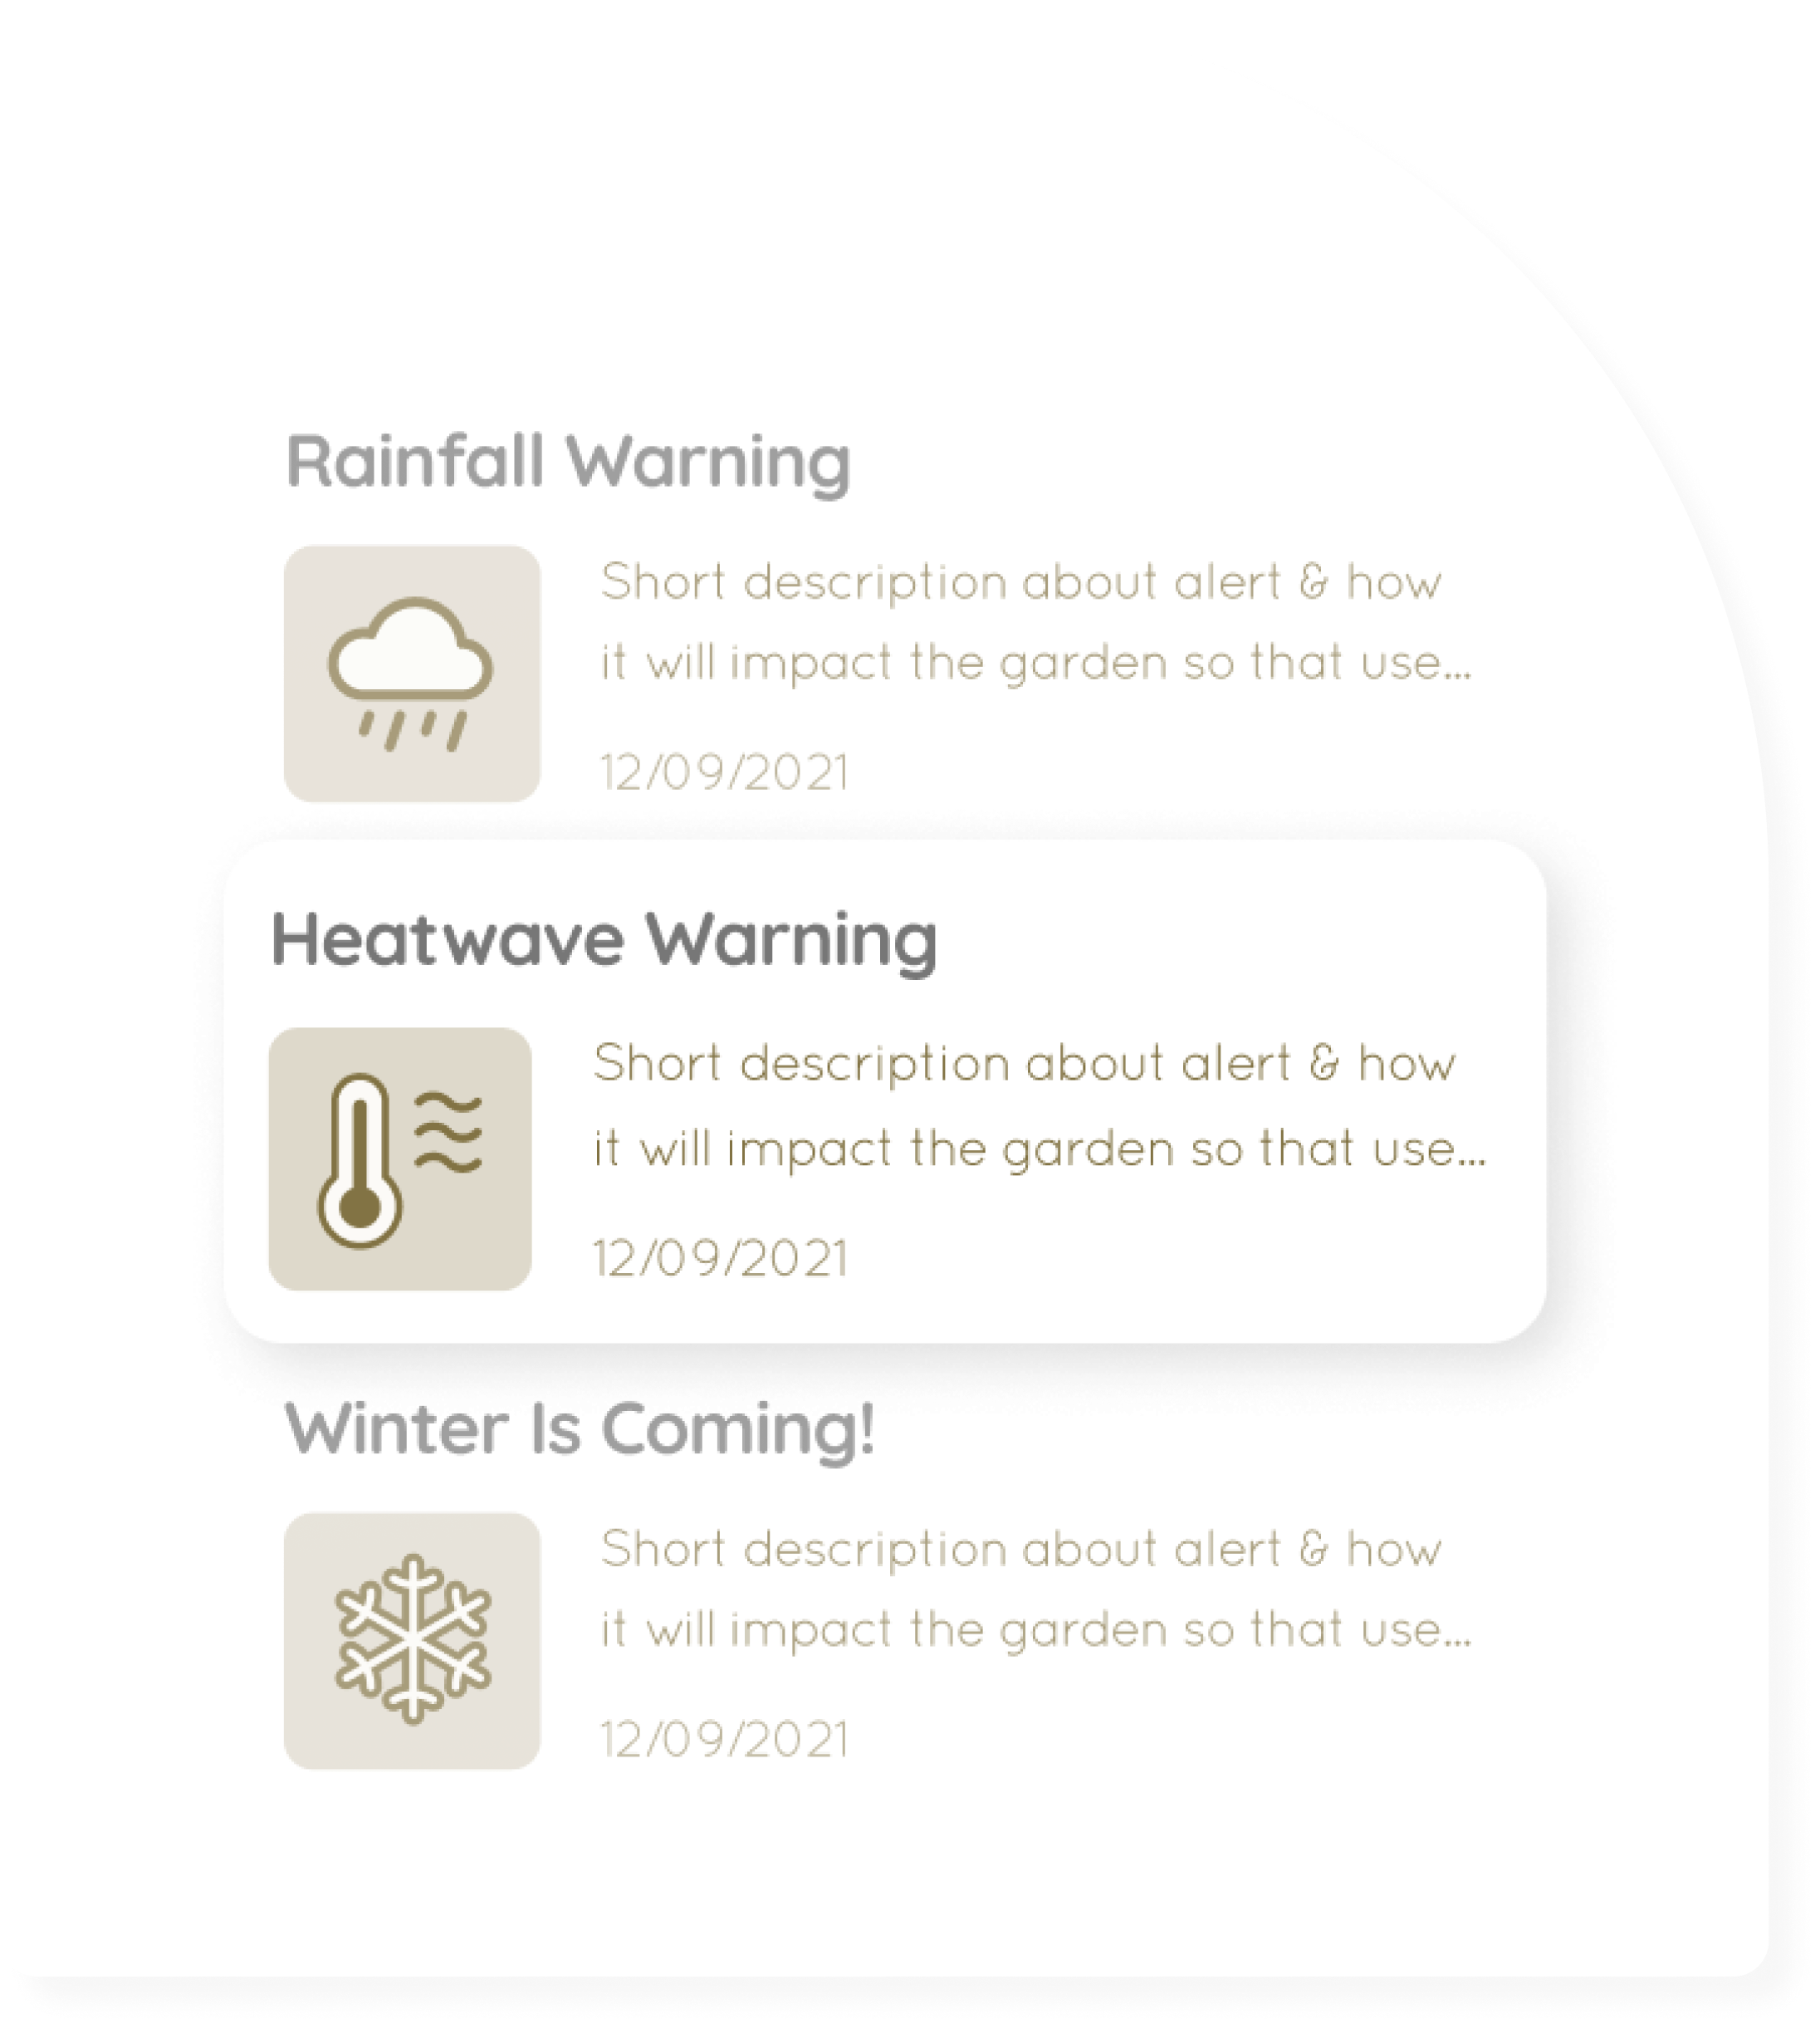 Rainfall Warning
Short description about alert & how
it will impact the garden so that use...
12/09/2021
Heatwave Warning
Short description about alert & how
it will impact the garden so that use...
12/09/2021
Winter Is Coming!
Short description about alert & how
it will impact the garden so that use...
12/09/2021